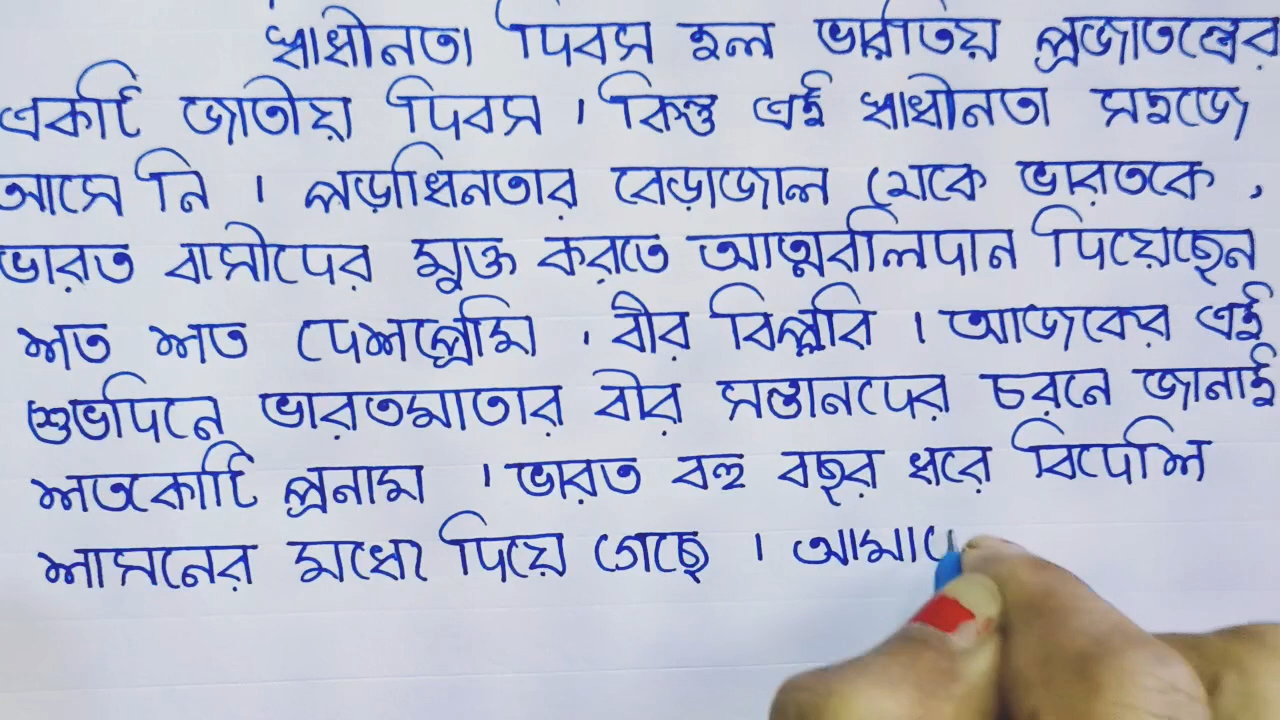 স্বাধীনতা দিবস হল ভারতিয় প্রজাতন্ত্রের
একটি জাতীয় দিবস । কিন্তু এই স্বাধীনতা সহজে
আসে নি । পড়াধিনতার বেড়াজাল থেকে ভারতকে ,
ভারত বাসীদের মুক্ত করতে আত্মবলিদান দিয়েছেন
শত শত দেশপ্রেমি , বীর বিপ্লবি । আজকের এই
শুভদিনে ভারতমাতার বীর সন্তানদের চরনে জানাই
শতকোটি প্রনাম । ভারত বহু বছর ধরে বিদেশি
শাসনের মধ্যে দিয়ে গেছে । আমা